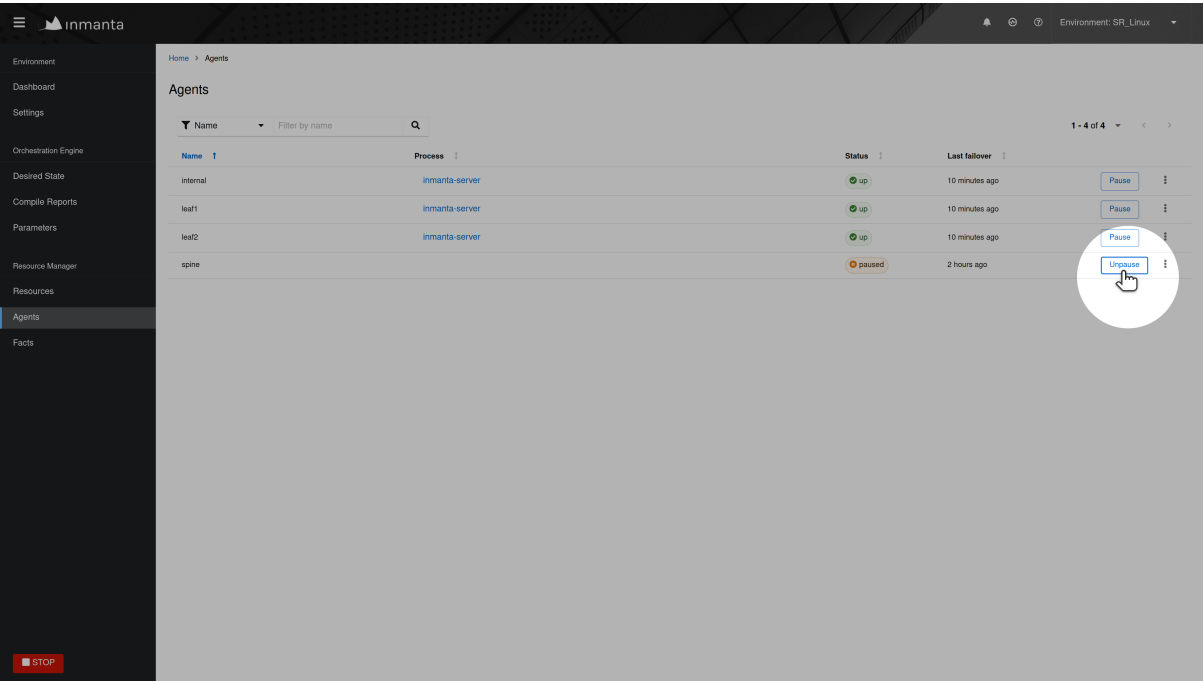 inmanta
Environment: SR_Linux
Environment
Dashboard
Settings
Orchestration Engine
Desired State
Compile Reports
Parameters
Resource Manager
Resources
Agents
Facts
STOP
Home > Agents
Agents
Name Filter by name 1 - 4 of 4
Name Process Status Last failover
internal inmanta-server up 10 minutes ago Pause
leaf1 inmanta-server up 10 minutes ago Pause
leaf2 inmanta-server up 10 minutes ago Pause
spine paused 2 hours ago Unpause